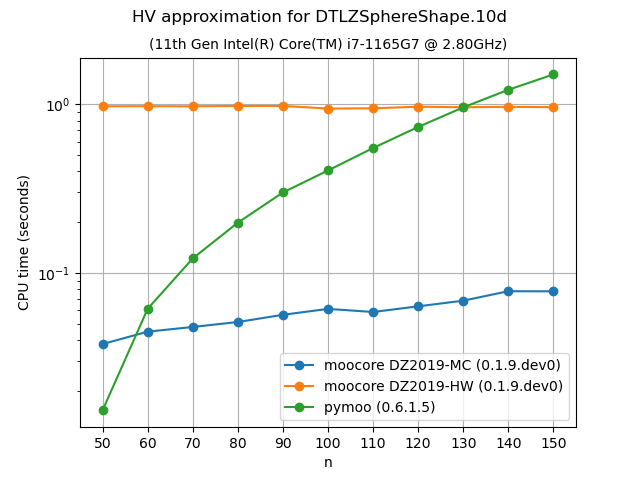 HV approximation for DTLZSphereShape.10d
(11th Gen Intel(R) Core(TM) i7-1165G7 @ 2.80GHz)
CPU time (seconds)
10⁰
10⁻¹
moocore DZ2019-MC (0.1.9.dev0)
moocore DZ2019-HW (0.1.9.dev0)
pymoo (0.6.1.5)
50 60 70 80 90 100 110 120 130 140 150
n